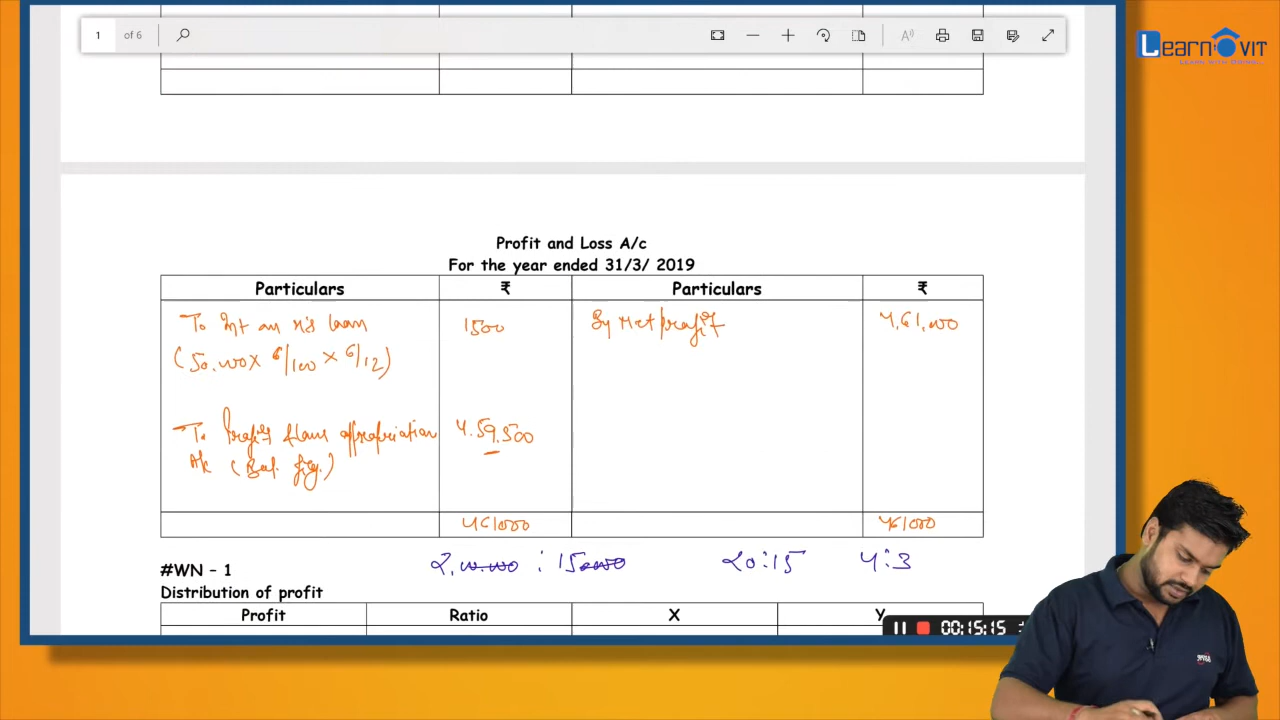 1 of 6
LearnOVIT
LEARN WITH DONNEL
Profit and Loss A/c
For the year ended 31/3/ 2019
Particulars ₹ Particulars ₹
To Int on x's loan 1500 By Net profit 4,61,000
(50,000 x 6/100 x 6/12)
To Profit appropriation 4,59,500
A/c (Bal. fig.)
461000 461000
2,00,000 : 150000 20:15 4:3
#WN - 1
Distribution of profit
Profit Ratio X Y
00:15:15